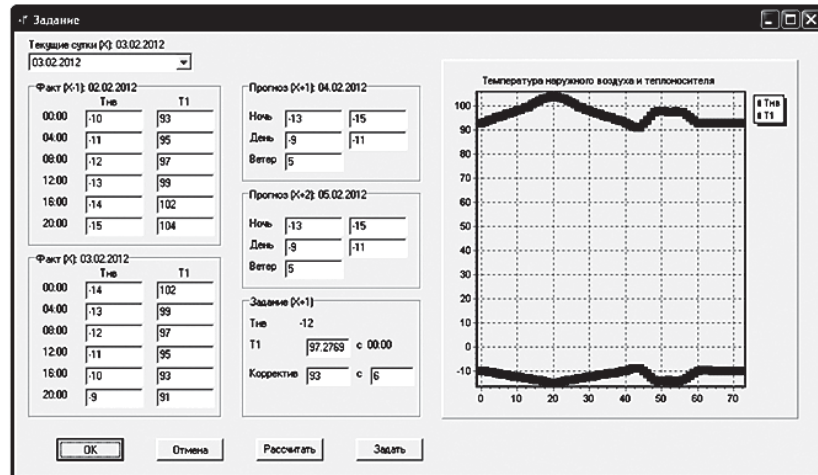 Задание
Текущие сутки (X): 03.02.2012
03.02.2012
Факт (X-1): 02.02.2012
Тнв Т1
00:00 -10 93
04:00 -11 95
08:00 -12 97
12:00 -13 99
16:00 -14 102
20:00 -15 104
Факт (X): 03.02.2012
Тнв Т1
00:00 -14 102
04:00 -13 99
08:00 -12 97
12:00 -11 95
16:00 -10 93
20:00 -9 91
Прогноз (X+1): 04.02.2012
Ночь -13 -15
День -9 -11
Ветер 5
Прогноз (X+2): 05.02.2012
Ночь -13 -15
День -9 -11
Ветер 5
Задание (X+1)
Тнв -12
Т1 97.2769 с 00:00
Корректив 93 с 6
Температура наружного воздуха и теплоносителя
100
90
80
70
60
50
40
30
20
10
0
-10
0 10 20 30 40 50 60 70
Тнв
Т1
OK Отмена Рассчитать Задать